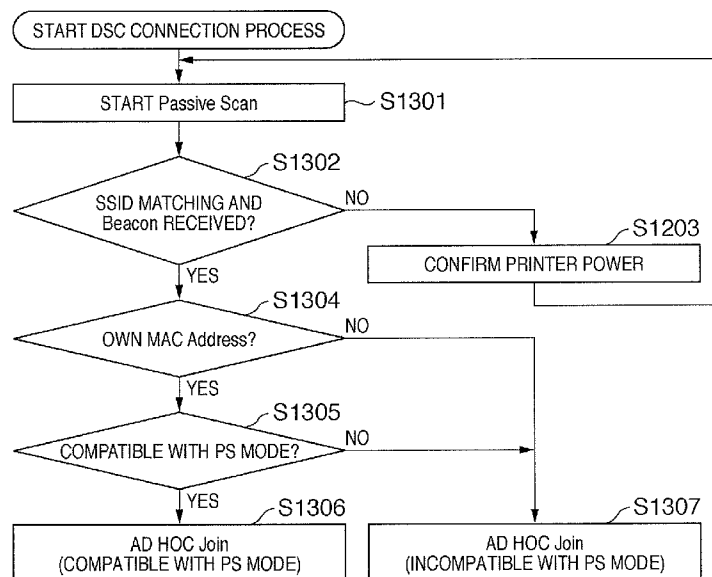 START DSC CONNECTION PROCESS
START Passive Scan
S1301
S1302
SSID MATCHING AND
Beacon RECEIVED?
NO
YES
S1203
CONFIRM PRINTER POWER
S1304
OWN MAC Address?
NO
YES
S1305
COMPATIBLE WITH PS MODE?
NO
YES
S1306
AD HOC Join
(COMPATIBLE WITH PS MODE)
S1307
AD HOC Join
(INCOMPATIBLE WITH PS MODE)